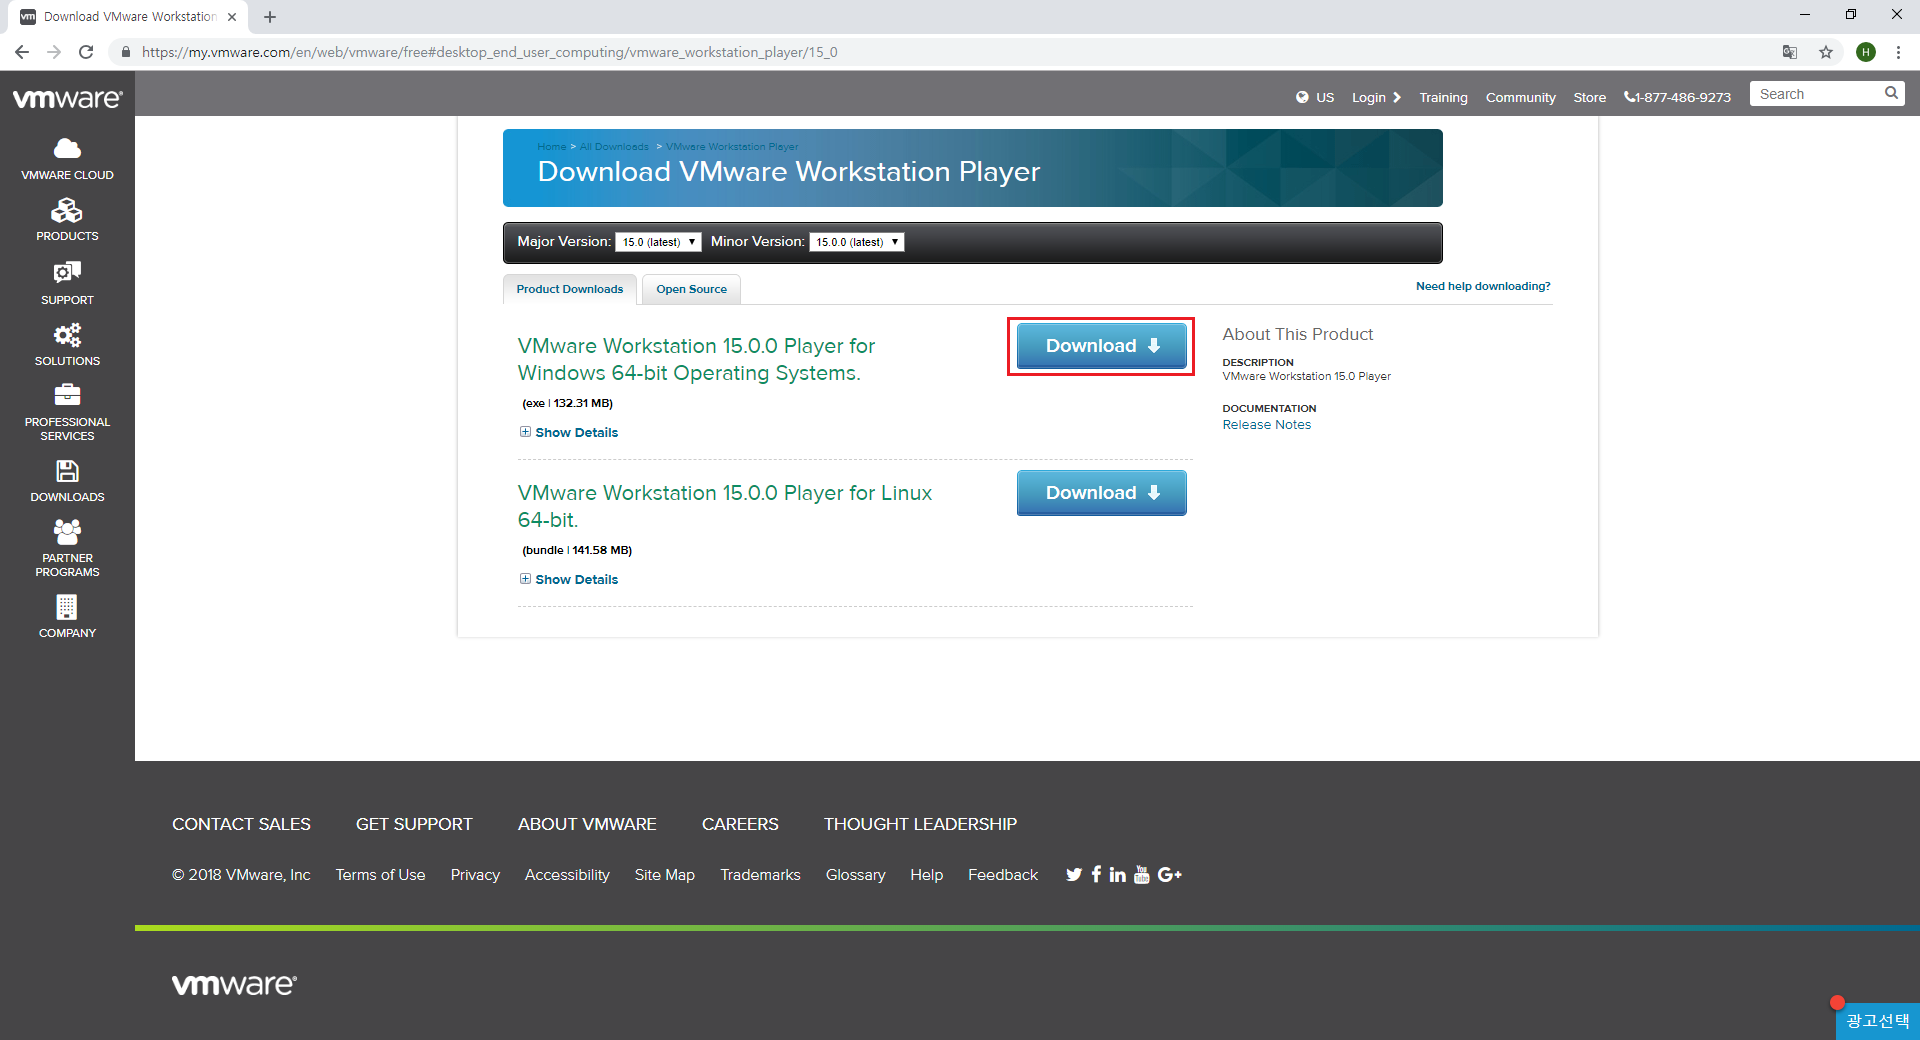 Download VMware Workstation
https://my.vmware.com/en/web/vmware/free#desktop_end_user_computing/vmware_workstation_player/15_0
H
vmware
US Login Training Community Store 1-877-486-9273 Search
VMWARE CLOUD
PRODUCTS
SUPPORT
SOLUTIONS
PROFESSIONAL
SERVICES
DOWNLOADS
PARTNER
PROGRAMS
COMPANY
Home > All Downloads > VMware Workstation Player
Download VMware Workstation Player
Major Version: 15.0 (latest) Minor Version: 15.0.0 (latest)
Product Downloads Open Source Need help downloading?
VMware Workstation 15.0.0 Player for
Windows 64-bit Operating Systems.
(exe | 132.31 MB)
Show Details
Download
VMware Workstation 15.0.0 Player for Linux
64-bit.
(bundle | 141.58 MB)
Show Details
Download
About This Product
DESCRIPTION
VMware Workstation 15.0 Player
DOCUMENTATION
Release Notes
CONTACT SALES GET SUPPORT ABOUT VMWARE CAREERS THOUGHT LEADERSHIP
© 2018 VMware, Inc Terms of Use Privacy Accessibility Site Map Trademarks Glossary Help Feedback
vmware
광고선택